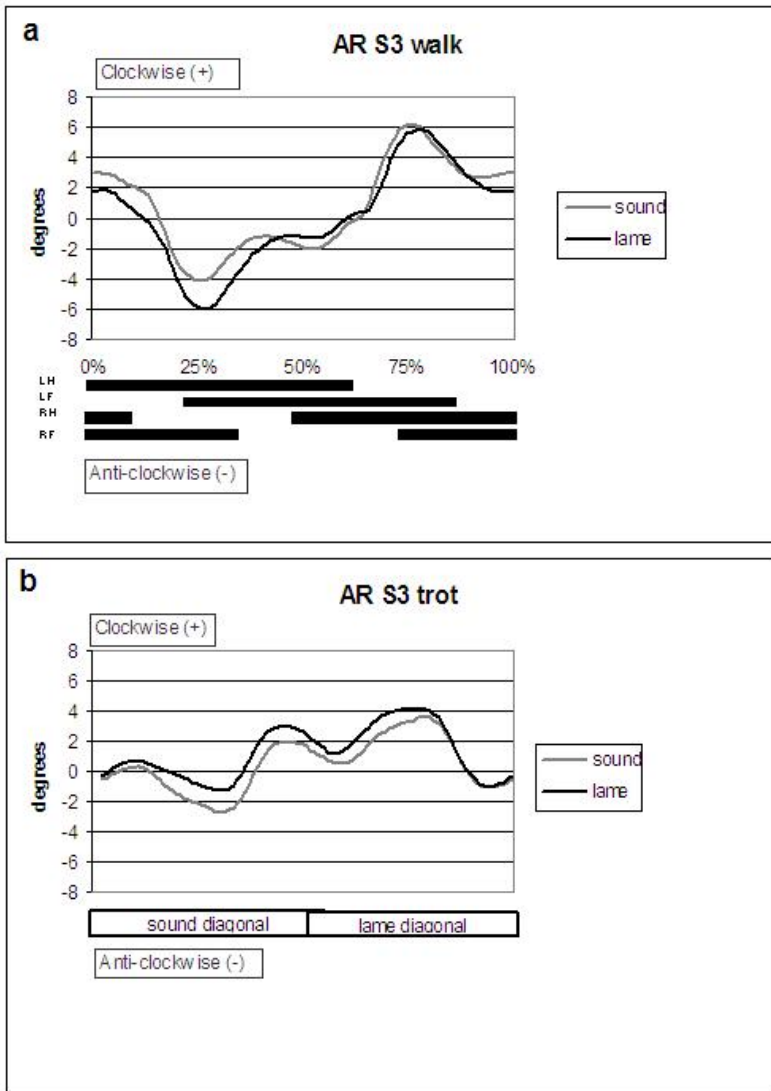 a
AR S3 walk
Clockwise (+)
8
6
4
2
0
-2
-4
-6
-8
degrees
sound
lame
0% 25% 50% 75% 100%
LH
LF
RH
RF
Anti-clockwise (-)
b
AR S3 trot
Clockwise (+)
8
6
4
2
0
-2
-4
-6
-8
degrees
sound
lame
sound diagonal lame diagonal
Anti-clockwise (-)